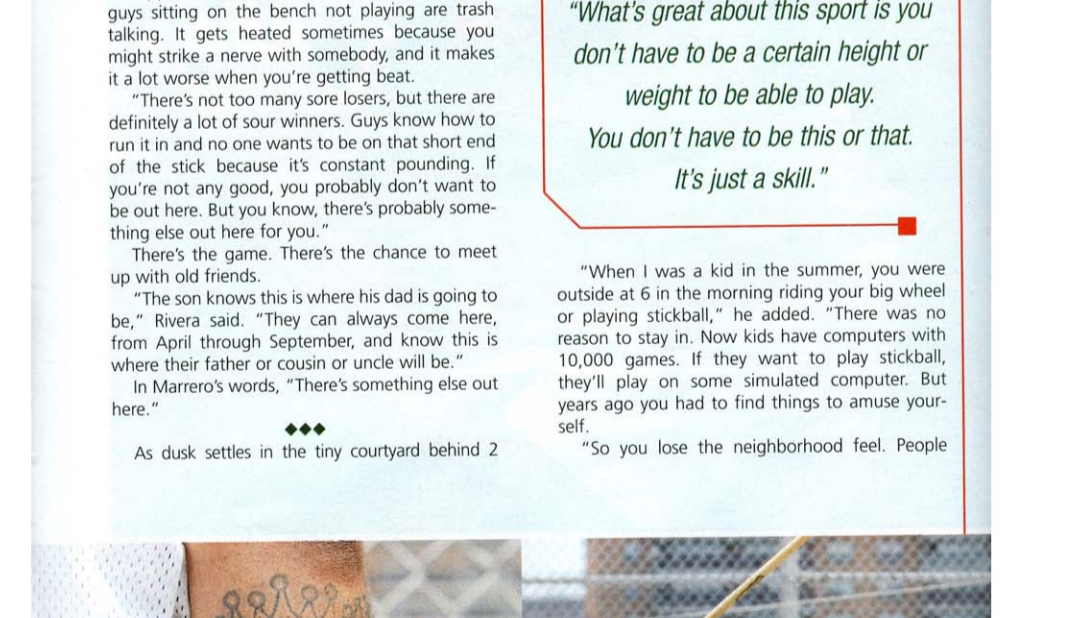 guys sitting on the bench not playing are trash
talking. It gets heated sometimes because you
might strike a nerve with somebody, and it makes
it a lot worse when you're getting beat.
"There's not too many sore losers, but there are
definitely a lot of sour winners. Guys know how to
run it in and no one wants to be on that short end
of the stick because it's constant pounding. If
you're not any good, you probably don't want to
be out here. But you know, there's probably some-
thing else out here for you."
There's the game. There's the chance to meet
up with old friends.
"The son knows this is where his dad is going to
be," Rivera said. "They can always come here,
from April through September, and know this is
where their father or cousin or uncle will be."
In Marrero's words, "There's something else out
here."
◆◆◆
As dusk settles in the tiny courtyard behind 2
"What's great about this sport is you
don't have to be a certain height or
weight to be able to play.
You don't have to be this or that.
It's just a skill."
"When I was a kid in the summer, you were
outside at 6 in the morning riding your big wheel
or playing stickball," he added. "There was no
reason to stay in. Now kids have computers with
10,000 games. If they want to play stickball,
they'll play on some simulated computer. But
years ago you had to find things to amuse your-
self.
"So you lose the neighborhood feel. People